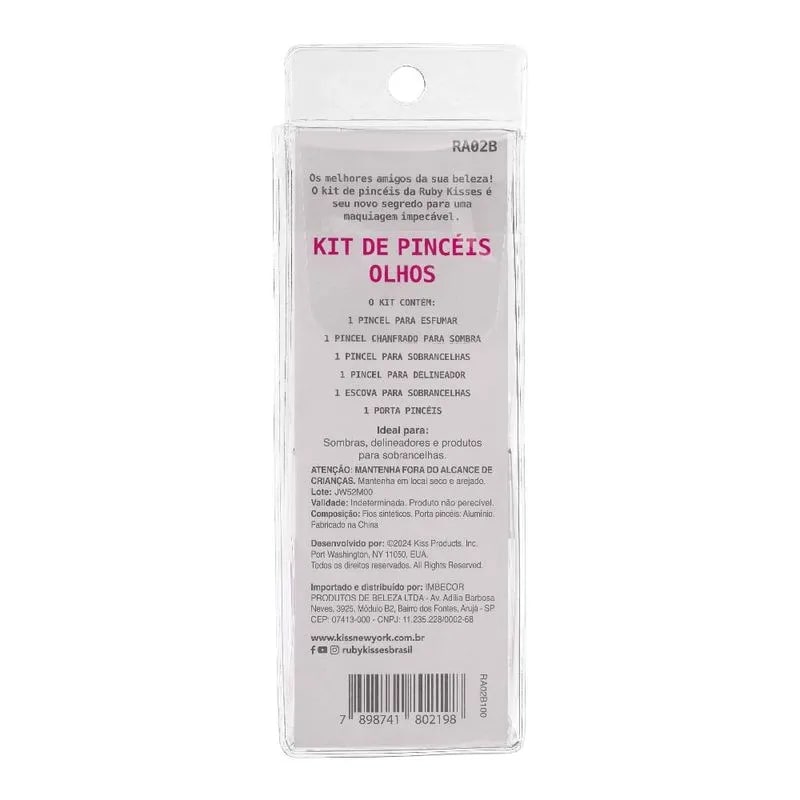 RA02B
Os melhores amigos da sua beleza!
O kit de pincéis da Ruby Kisses é
seu novo segredo para uma
maquiagem impecável.
KIT DE PINCÉIS
OLHOS
O KIT CONTÉM:
1 PINCEL PARA ESFUMAR
1 PINCEL CHANFRADO PARA SOMBRA
1 PINCEL PARA SOBRANCELHAS
1 PINCEL PARA DELINEADOR
1 ESCOVA PARA SOBRANCELHAS
1 PORTA PINCÉIS
Ideal para:
Sombras, delineadores e produtos
para sobrancelhas.
ATENÇÃO: MANTENHA FORA DO ALCANCE DE
CRIANÇAS. Mantenha em local seco e arejado.
Lote: JW52M00
Validade: Indeterminada. Produto não perecível.
Composição: Fios sintéticos. Porta pincéis: Alumínio.
Fabricado na China
Desenvolvido por: ©2024 Kiss Products, Inc.
Port Washington, NY 11050, EUA.
Todos os direitos reservados. All Rights Reserved.
Importado e distribuído por: IMBECOR
PRODUTOS DE BELEZA LTDA - Av. Adília Barbosa
Neves, 3925, Módulo B2, Bairro dos Fontes, Arujá - SP
CEP: 07413-000 - CNPJ: 11.235.228/0002-68
www.kissnewyork.com.br
rubykissesbrasil
RA02B100
7 898741 802198